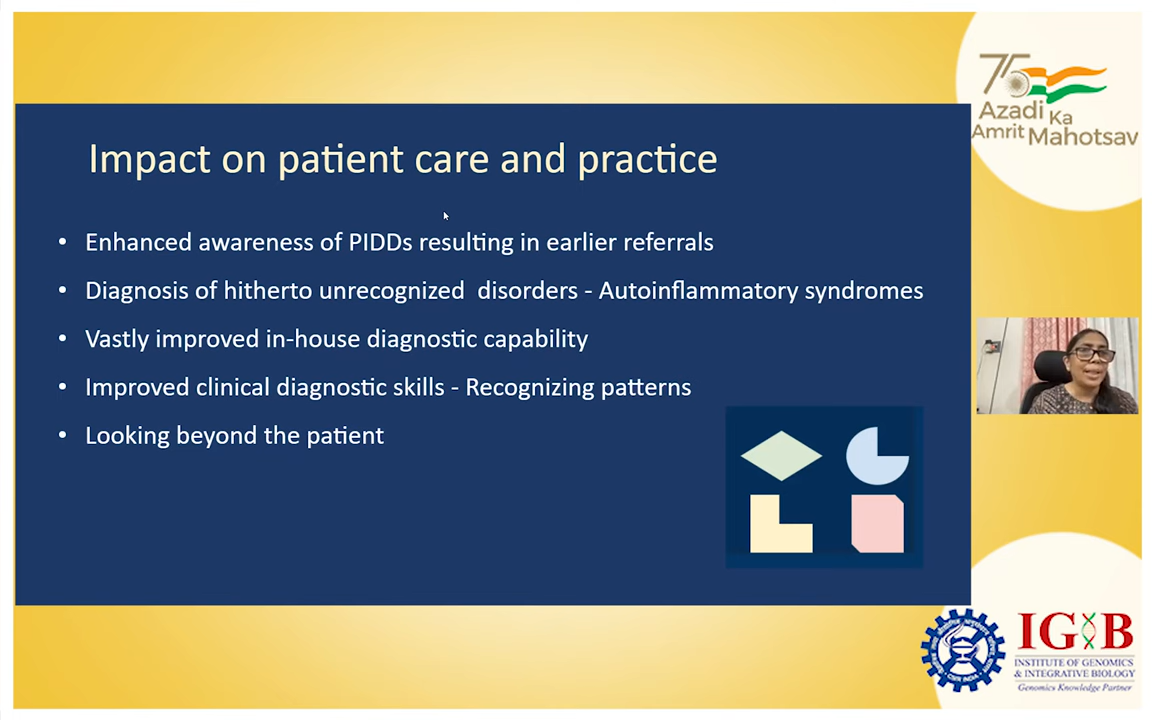 Impact on patient care and practice
• Enhanced awareness of PIDDs resulting in earlier referrals
• Diagnosis of hitherto unrecognized  disorders - Autoinflammatory syndromes
• Vastly improved in-house diagnostic capability
• Improved clinical diagnostic skills - Recognizing patterns
• Looking beyond the patient
75
Azadi Ka
Amrit Mahotsav
IGIB
INSTITUTE OF GENOMICS
& INTEGRATIVE BIOLOGY
Genomics Knowledge Partner